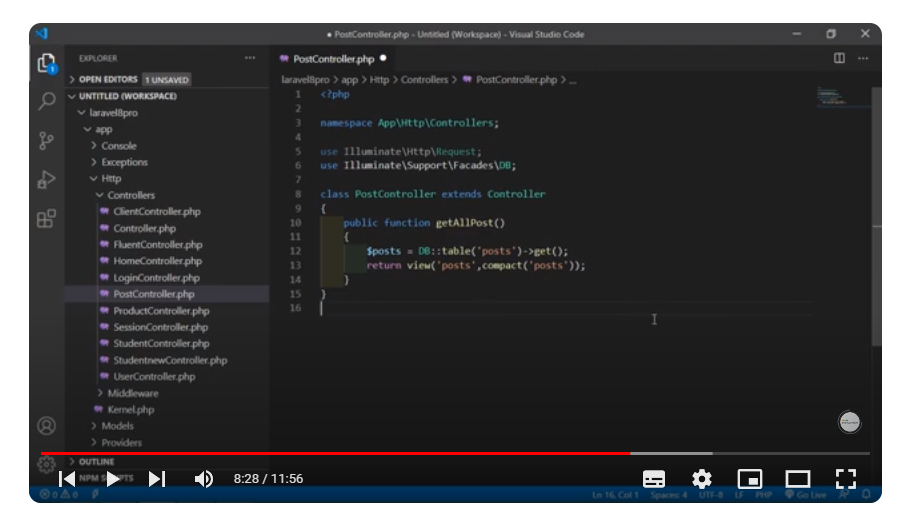 ● PostController.php - Untitled (Workspace) - Visual Studio Code
EXPLORER
PostController.php ●
OPEN EDITORS 1 UNSAVED
laravel8pro > app > Http > Controllers > PostController.php > ...
UNTITLED (WORKSPACE)
laravel8pro
app
Console
Exceptions
Http
Controllers
ClientController.php
Controller.php
FluentController.php
HomeController.php
LoginController.php
PostController.php
ProductController.php
SessionController.php
StudentController.php
StudentnewController.php
UserController.php
Middleware
Kernel.php
Models
Providers
OUTLINE
NPM SCRIPTS
1 <?php
2
3 namespace App\Http\Controllers;
4
5 use Illuminate\Http\Request;
6 use Illuminate\Support\Facades\DB;
7
8 class PostController extends Controller
9 {
10 public function getAllPost()
11 {
12 $posts = DB::table('posts')->get();
13 return view('posts',compact('posts'));
14 }
15 }
16
8:28 / 11:56
0 0 Ln 16, Col 1 Spaces: 4 UTF-8 LF PHP Go Live